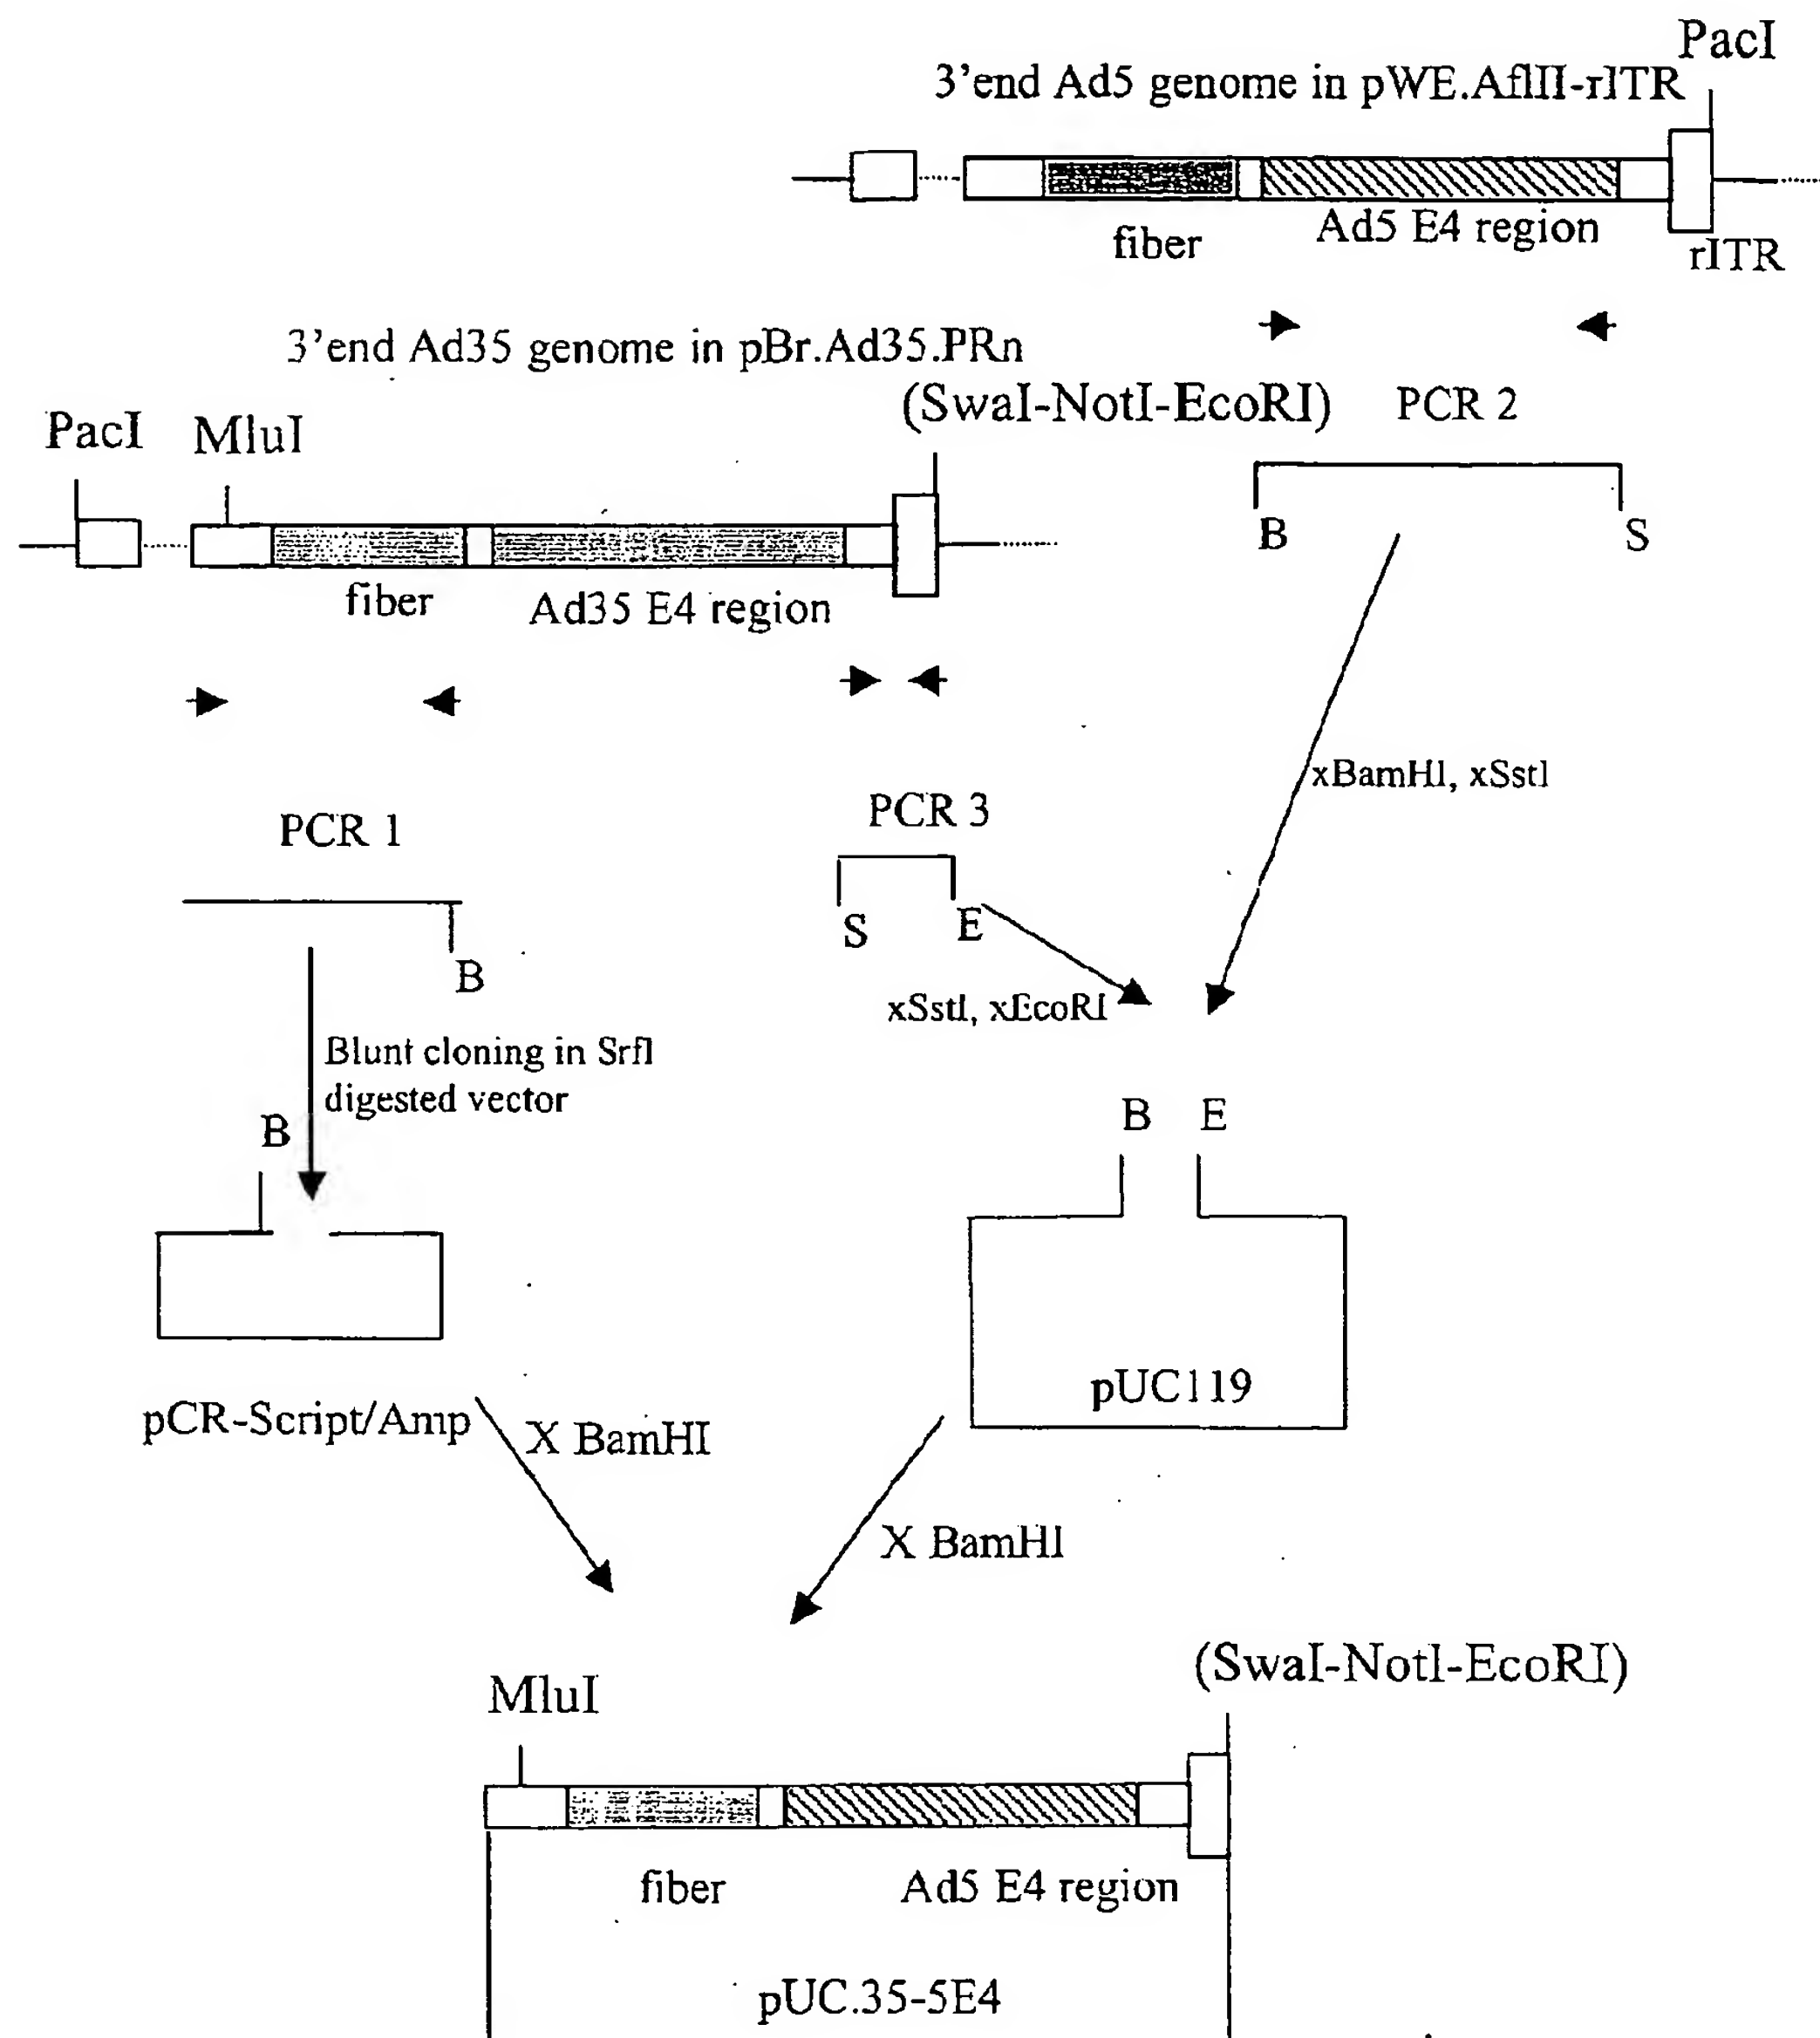 PacI
3'end Ad5 genome in pWE.AflII-rITR
fiber
Ad5 E4 region
rITR
3'end Ad35 genome in pBr.Ad35.PRn
(SwaI-NotI-EcoRI)
PCR 2
PacI
MluI
B
S
fiber
Ad35 E4 region
xBamHI, xSstI
PCR 3
PCR 1
S
E
B
xSstI, xEcoRI
Blunt cloning in SrfI
digested vector
B
B
E
pUC119
pCR-Script/Amp
X BamHI
X BamHI
(SwaI-NotI-EcoRI)
MluI
fiber
Ad5 E4 region
pUC.35-5E4